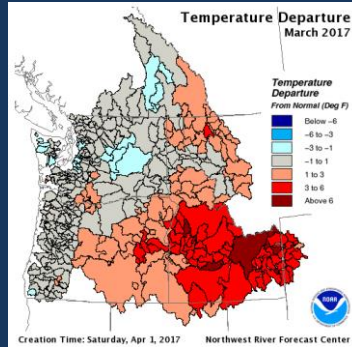 Temperature Departure
March 2017
Temperature
Departure
From Normal (Deg F)
Below -6
-6 to -3
-3 to -1
-1 to 1
1 to 3
3 to 6
Above 6
NOAA
Creation Time: Saturday, Apr 1, 2017 Northwest River Forecast Center